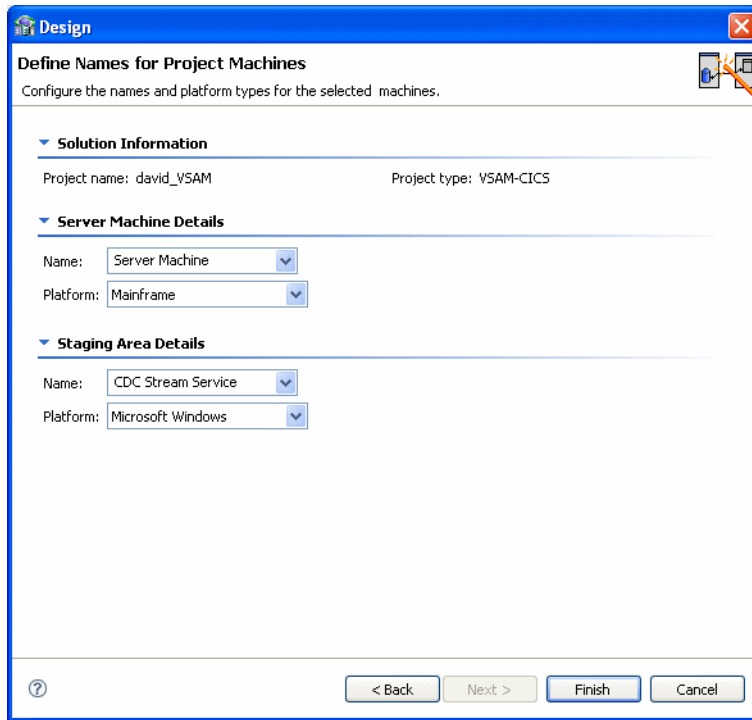 Design
Define Names for Project Machines
Configure the names and platform types for the selected machines.
Solution Information
Project name: david_VSAM Project type: VSAM-CICS
Server Machine Details
Name: Server Machine
Platform: Mainframe
Staging Area Details
Name: CDC Stream Service
Platform: Microsoft Windows
? < Back Next > Finish Cancel